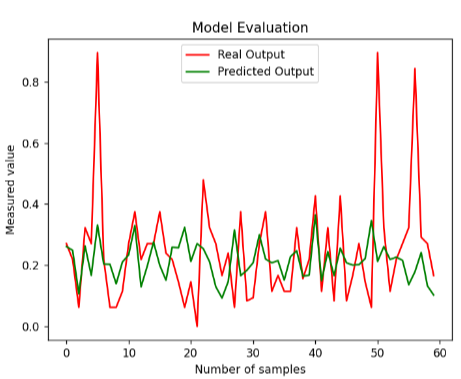 Model Evaluation
Real Output
Predicted Output
Measured value
0.8
0.6
0.4
0.2
0.0
0 10 20 30 40 50 60
Number of samples